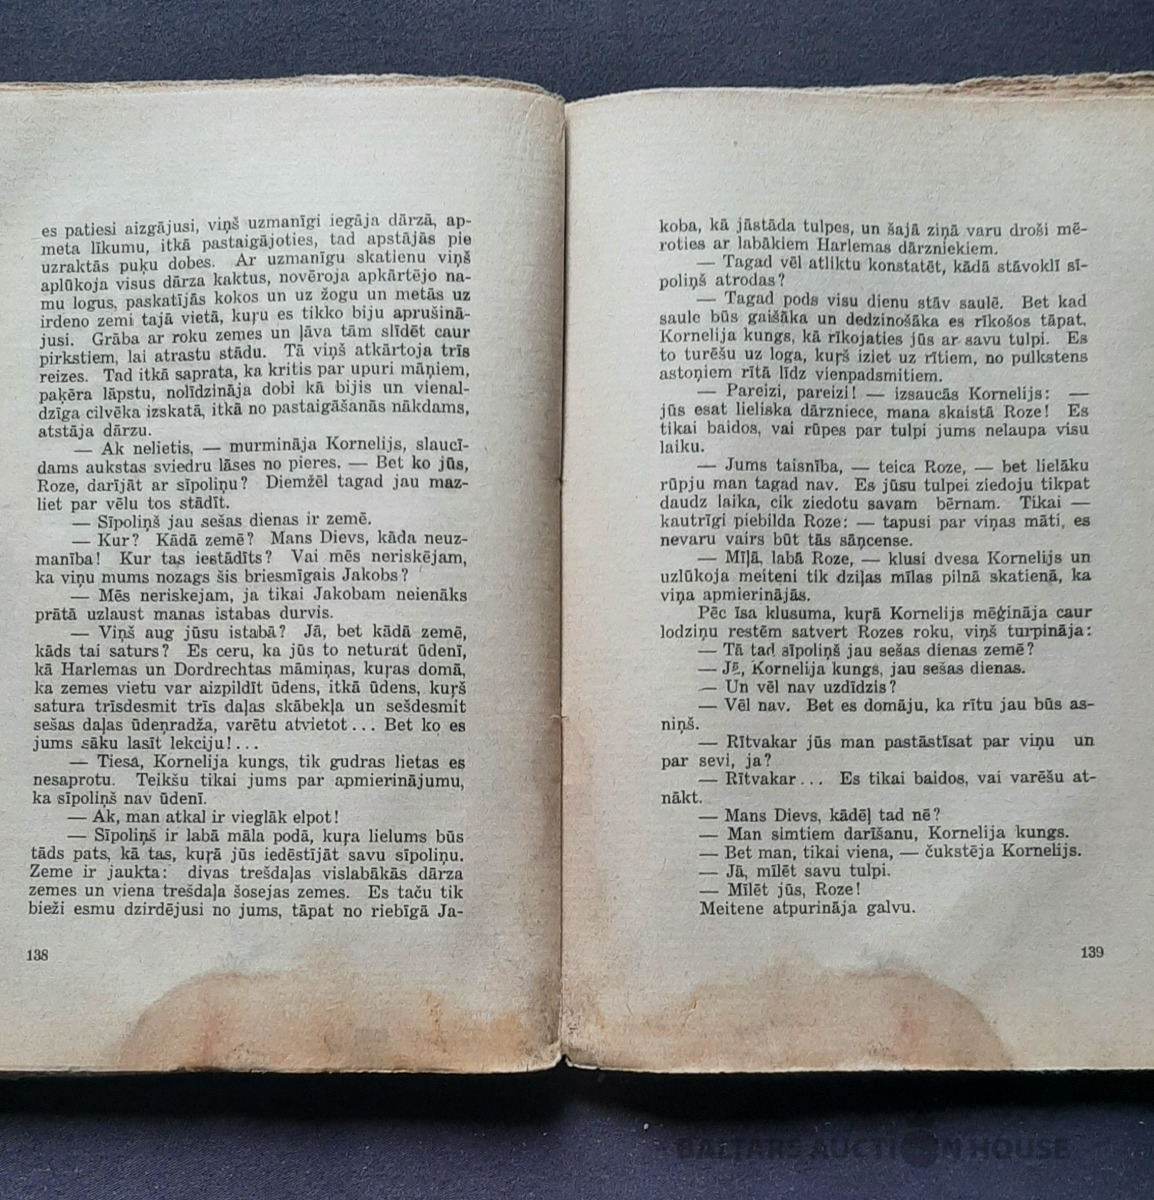 es patiesi aizgājusi, viņš uzmanīgi iegāja dārzā, ap-
meta līkumu, itkā pastaigājoties, tad apstājās pie
uzraktās puķu dobes. Ar uzmanīgu skatienu viņš
aplūkoja visus dārza kaktus, novēroja apkārtējo na-
mu logus, paskatījās kokos un uz žogu un metās uz
irdeno zemi tajā vietā, kuŗu es tikko biju aprušinā-
jusi. Grāba ar roku zemes un ļāva tām slīdēt caur
pirkstiem, lai atrastu stādu. Tā viņš atkārtoja trīs
reizes. Tad itkā saprata, ka kritis par upuri māņiem,
paķēra lāpstu, nolīdzināja dobi kā bijis un vienal-
dzīga cilvēka izskatā, itkā no pastaigāšanās nākdams,
atstāja dārzu.
— Ak nelietis, — murmināja Kornelijs, slaucī-
dams aukstas sviedru lāses no pieres. — Bet ko jūs,
Roze, darījāt ar sīpoliņu? Diemžēl tagad jau maz-
liet par vēlu tos stādīt.
— Sīpoliņš jau sešas dienas ir zemē.
— Kur? Kādā zemē? Mans Dievs, kāda neuz-
manība! Kur tas iestādīts? Vai mēs neriskējam,
ka viņu mums nozags šis briesmīgais Jakobs?
— Mēs neriskejam, ja tikai Jakobam neienāks
prātā uzlaust manas istabas durvis.
— Viņš aug jūsu istabā? Jā, bet kādā zemē,
kāds tai saturs? Es ceru, ka jūs to neturat ūdenī,
kā Harlemas un Dordrechtas māmiņas, kuŗas domā,
ka zemes vietu var aizpildīt ūdens, itkā ūdens, kuŗš
satura trīsdesmit trīs daļas skābekļa un sešdesmit
sešas daļas ūdeņradža, varētu atvietot... Bet ko es
jums sāku lasīt lekciju!...
— Tiesa, Kornelija kungs, tik gudras lietas es
nesaprotu. Teikšu tikai jums par apmierinājumu,
ka sīpoliņš nav ūdenī.
— Ak, man atkal ir vieglāk elpot!
— Sīpoliņš ir labā māla podā, kuŗa lielums būs
tāds pats, kā tas, kuŗā jūs iedēstījāt savu sīpoliņu.
Zeme ir jaukta: divas trešdaļas vislabākās dārza
zemes un viena trešdaļa šosejas zemes. Es taču tik
bieži esmu dzirdējusi no jums, tāpat no riebīgā Ja-
138
koba, kā jāstāda tulpes, un šajā ziņā varu droši mē-
roties ar labākiem Harlemas dārzniekiem.
— Tagad vēl atliktu konstatēt, kādā stāvoklī sī-
poliņš atrodas?
— Tagad pods visu dienu stāv saulē. Bet kad
saule būs gaišāka un dedzinošāka es rīkošos tāpat,
Kornelija kungs, kā rīkojaties jūs ar savu tulpi. Es
to turēšu uz loga, kuŗš iziet uz rītiem, no pulkstens
astoņiem rītā līdz vienpadsmitiem.
— Pareizi, pareizi! — izsaucās Kornelijs: —
jūs esat lieliska dārzniece, mana skaistā Roze! Es
tikai baidos, vai rūpes par tulpi jums nelaupa visu
laiku.
— Jums taisnība, — teica Roze, — bet lielāku
rūpju man tagad nav. Es jūsu tulpei ziedoju tikpat
daudz laika, cik ziedotu savam bērnam. Tikai —
kautrīgi piebilda Roze: — tapusi par viņas māti, es
nevaru vairs būt tās sāņcense.
— Mīļā, labā Roze, — klusi dvesa Kornelijs un
uzlūkoja meiteni tik dziļas mīlas pilnā skatienā, ka
viņa apmierinājās.
Pēc īsa klusuma, kuŗā Kornelijs mēģināja caur
lodziņu restēm satvert Rozes roku, viņš turpināja:
— Tā tad sīpoliņš jau sešas dienas zemē?
— Jā, Kornelija kungs, jau sešas dienas.
— Un vēl nav uzdīdzis?
— Vēl nav. Bet es domāju, ka rītu jau būs as-
niņš.
— Rītvakar jūs man pastāstīsat par viņu un
par sevi, ja?
— Rītvakar... Es tikai baidos, vai varēšu at-
nākt.
— Mans Dievs, kādēļ tad nē?
— Man simtiem darīšanu, Kornelija kungs.
— Bet man, tikai viena, — čukstēja Kornelijs.
— Jā, mīlēt savu tulpi.
— Mīlēt jūs, Roze!
Meitene atpurināja galvu.
139
BALTARS AUCTION HOUSE